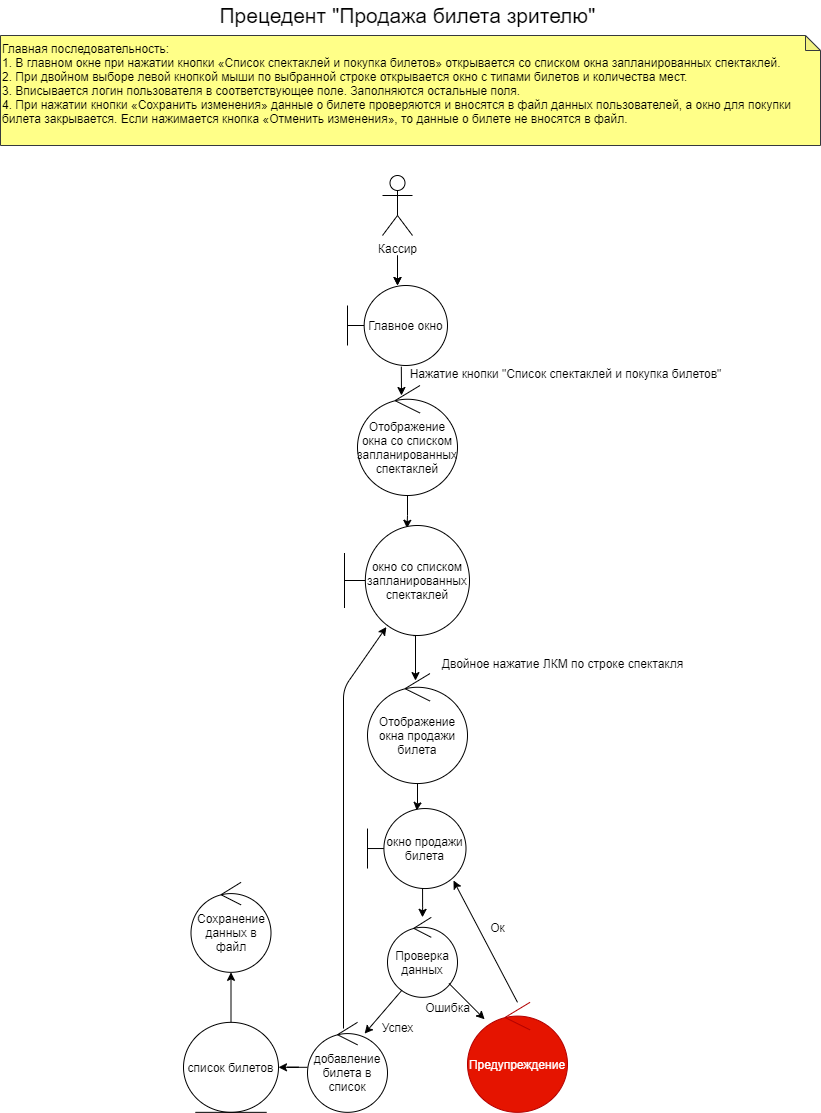 Прецедент "Продажа билета зрителю"
Главная последовательность:
1. В главном окне при нажатии кнопки «Список спектаклей и покупка билетов» открывается со списком окна запланированных спектаклей.
2. При двойном выборе левой кнопкой мыши по выбранной строке открывается окно с типами билетов и количества мест.
3. Вписывается логин пользователя в соответствующее поле. Заполняются остальные поля.
4. При нажатии кнопки «Сохранить изменения» данные о билете проверяются и вносятся в файл данных пользователей, а окно для покупки
билета закрывается. Если нажимается кнопка «Отменить изменения», то данные о билете не вносятся в файл.
Кассир
Главное окно
Нажатие кнопки "Список спектаклей и покупка билетов"
Отображение
окна со списком
запланированных
спектаклей
окно со списком
запланированных
спектаклей
Двойное нажатие ЛКМ по строке спектакля
Отображение
окна продажи
билета
окно продажи
билета
Сохранение
данных в
файл
Ок
Проверка
данных
Ошибка
Успех
список билетов
добавление
билета в
список
Предупреждение